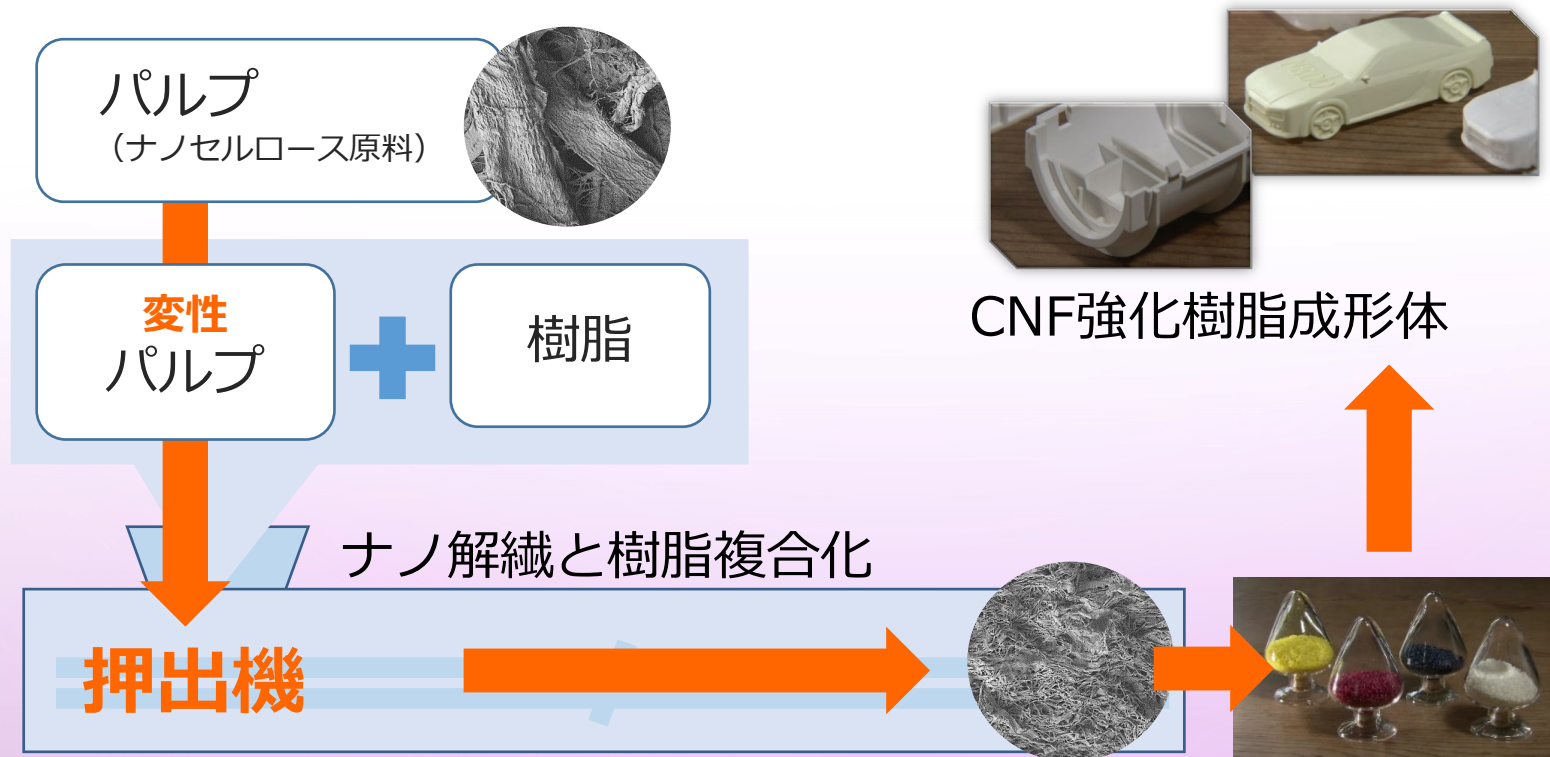 パルプ
（ナノセルロース原料）
変性
パルプ
樹脂
ナノ解繊と樹脂複合化
押出機
CNF強化樹脂成形体